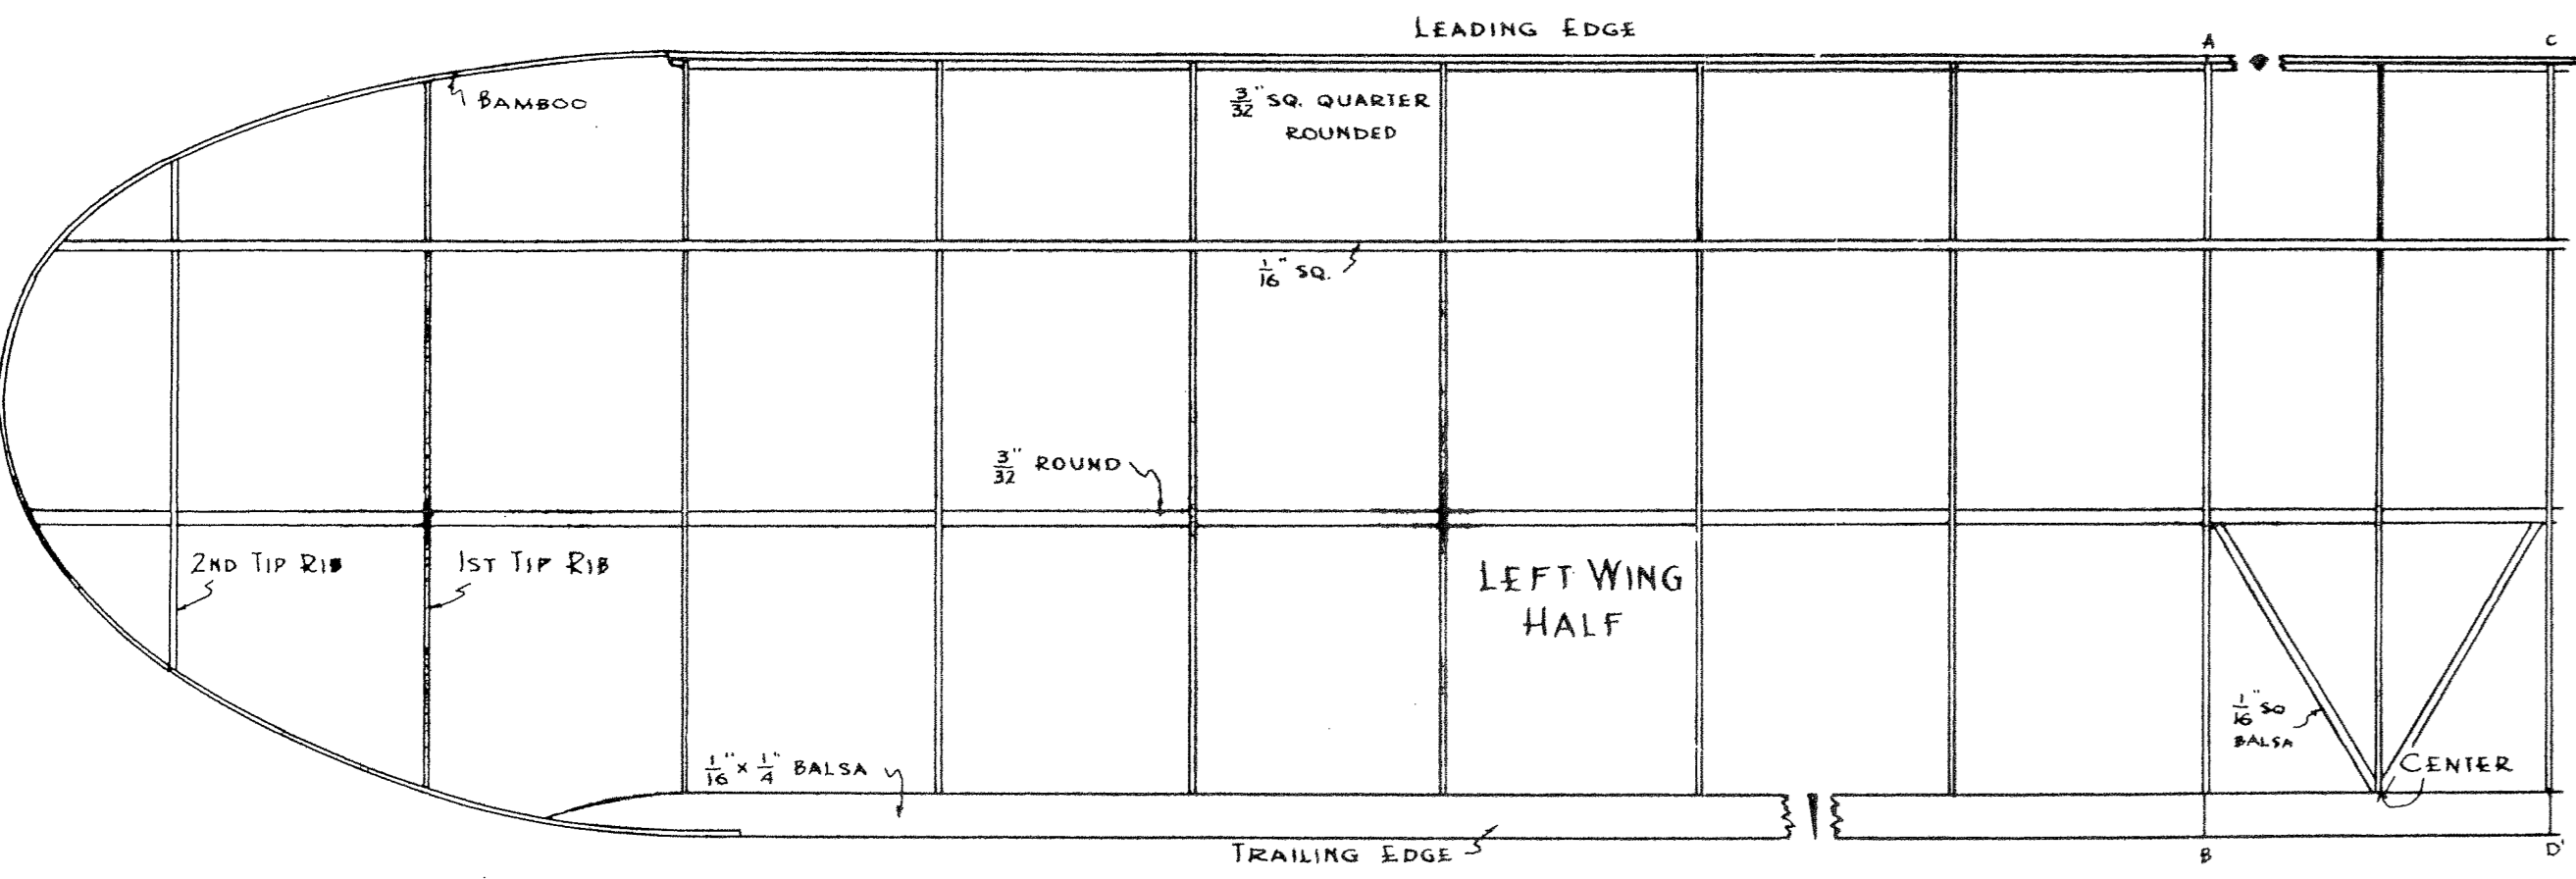 LEADING EDGE
A
C
BAMBOO
3/32" SQ. QUARTER
ROUNDED
1/16" SQ.
3/32" ROUND
2ND TIP RIB
1ST TIP RIB
LEFT WING
HALF
1/16" SQ
BALSA
CENTER
1/16" x 1/4" BALSA
TRAILING EDGE
B
D'